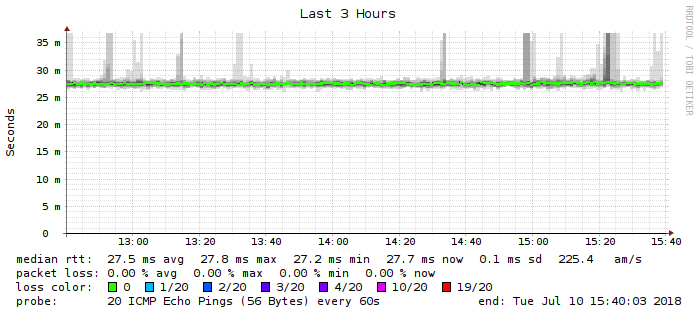 Last 3 Hours
RRDTOOL / TOBI OETIKER
Seconds
35 m
30 m
25 m
20 m
15 m
10 m
5 m
0
13:00 13:20 13:40 14:00 14:20 14:40 15:00 15:20 15:40
median rtt: 27.5 ms avg 27.8 ms max 27.2 ms min 27.7 ms now 0.1 ms sd 225.4 am/s
packet loss: 0.00 % avg 0.00 % max 0.00 % min 0.00 % now
loss color: 0 1/20 2/20 3/20 4/20 10/20 19/20
probe: 20 ICMP Echo Pings (56 Bytes) every 60s end: Tue Jul 10 15:40:03 2018